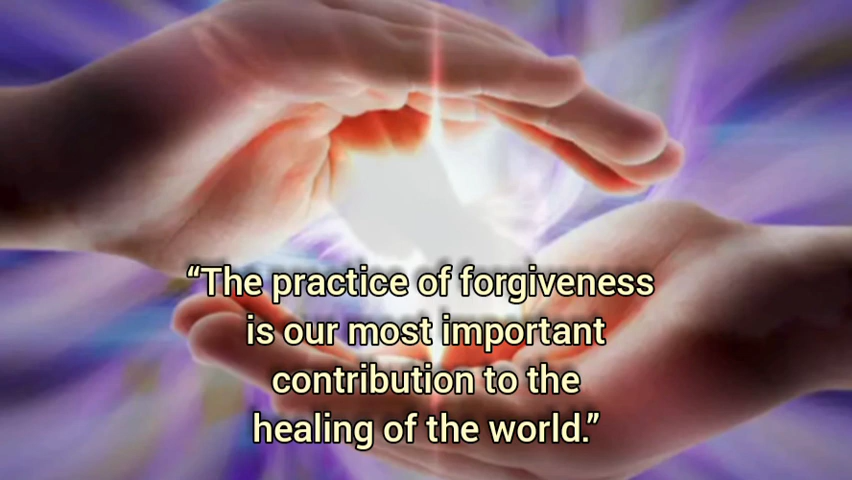 “The practice of forgiveness
is our most important
contribution to the
healing of the world.”